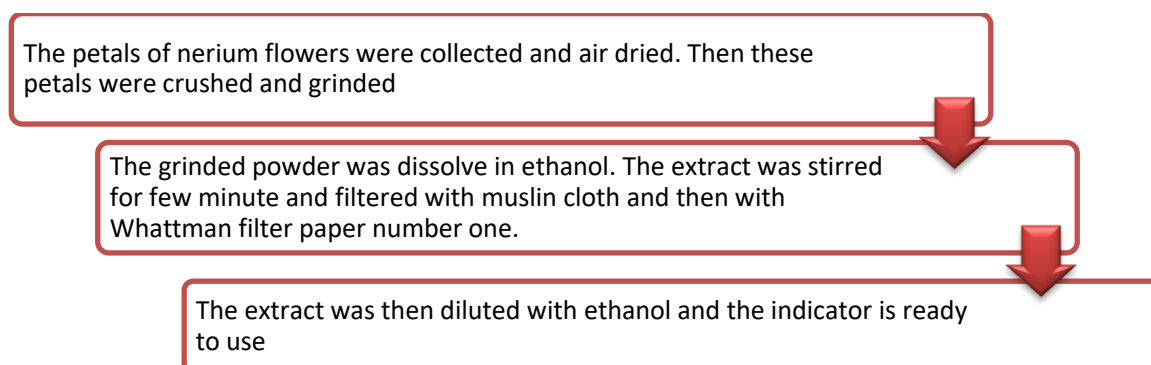 The petals of nerium flowers were collected and air dried. Then these
petals were crushed and grinded
The grinded powder was dissolve in ethanol. The extract was stirred
for few minute and filtered with muslin cloth and then with
Whattman filter paper number one.
The extract was then diluted with ethanol and the indicator is ready
to use